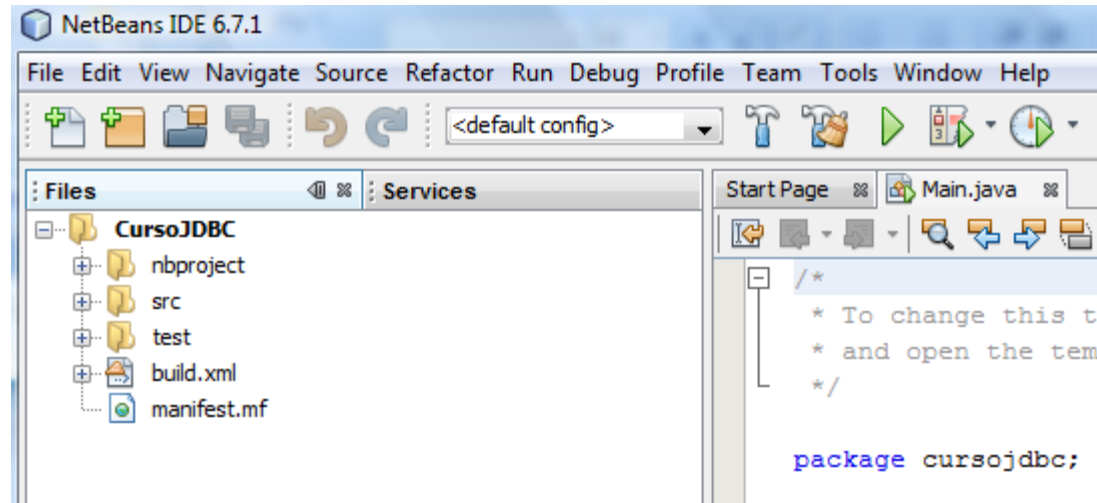 NetBeans IDE 6.7.1
File Edit View Navigate Source Refactor Run Debug Profile Team Tools Window Help
<default config>
Files Services
Start Page Main.java
CursoJDBC
nbproject
src
test
build.xml
manifest.mf
/*
* To change this t
* and open the tem
*/
package cursojdbc;